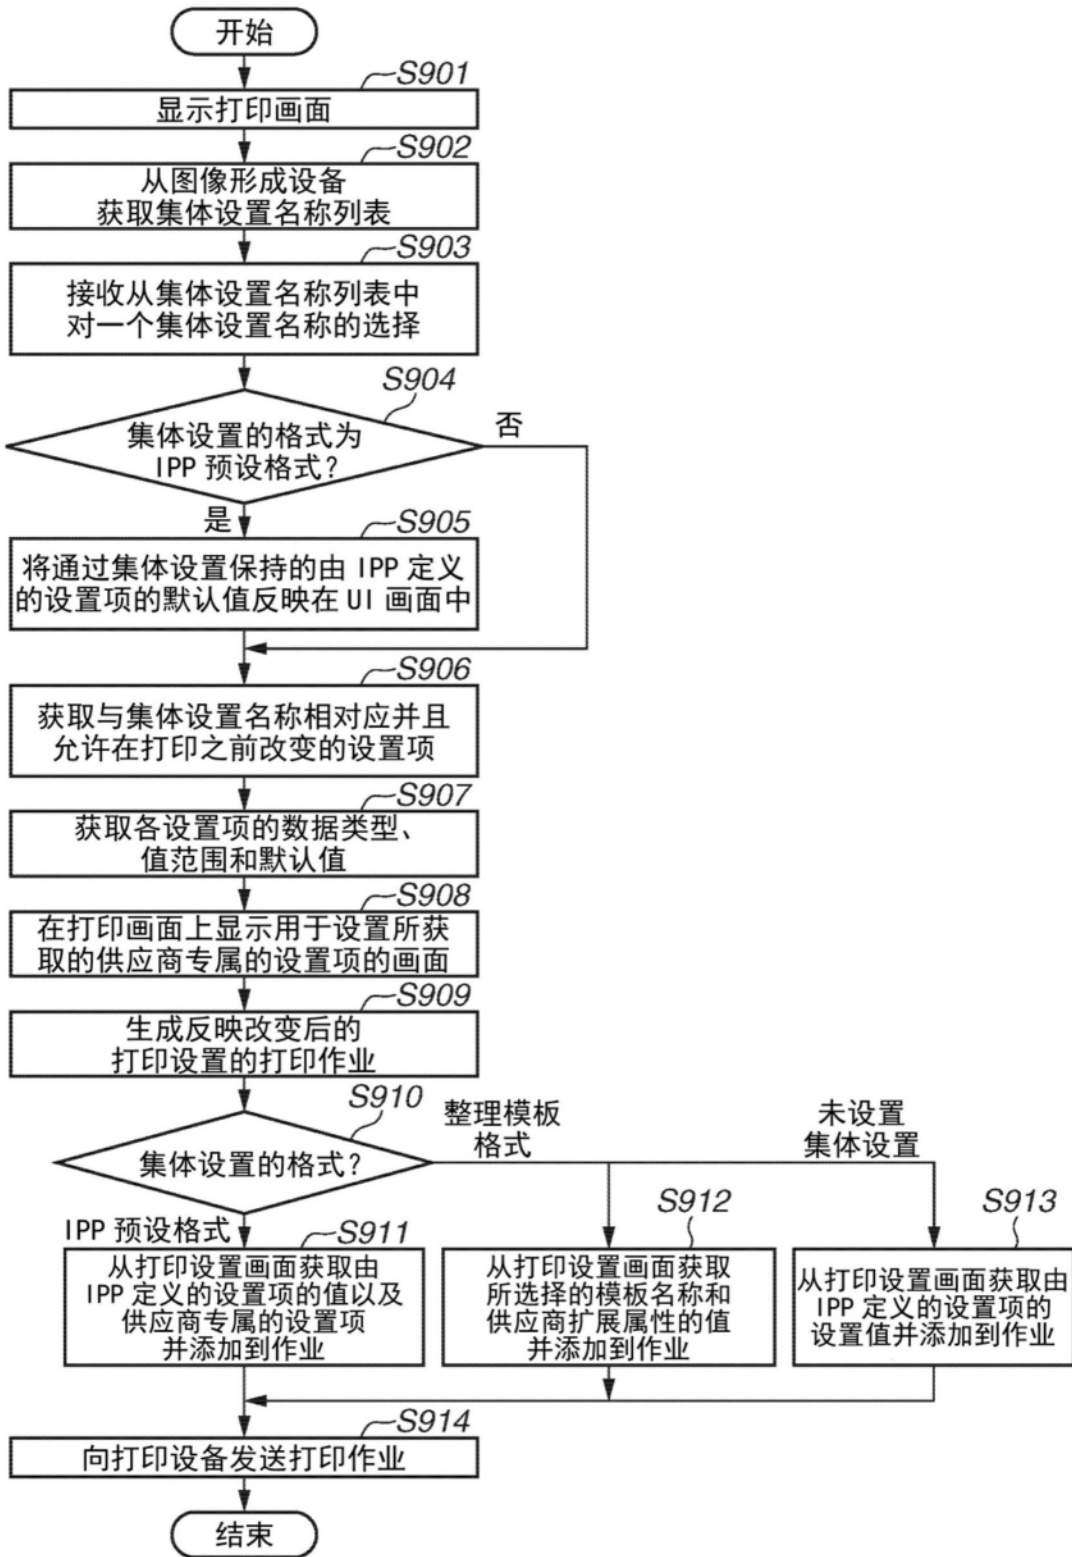 开始
S901
显示打印画面
S902
从图像形成设备
获取集体设置名称列表
S903
接收从集体设置名称列表中
对一个集体设置名称的选择
S904
集体设置的格式为
IPP 预设格式？
否
是
S905
将通过集体设置保持的由 IPP 定义
的设置项的默认值反映在 UI 画面中
S906
获取与集体设置名称相对应并且
允许在打印之前改变的设置项
S907
获取各设置项的数据类型、
值范围和默认值
S908
在打印画面上显示用于设置所获
取的供应商专属的设置项的画面
S909
生成反映改变后的
打印设置的打印作业
S910
集体设置的格式？
整理模板
格式
未设置
集体设置
IPP 预设格式
S911
从打印设置画面获取由
IPP 定义的设置项的值以及
供应商专属的设置项
并添加到作业
S912
从打印设置画面获取
所选择的模板名称和
供应商扩展属性的值
并添加到作业
S913
从打印设置画面获取由
IPP 定义的设置项的
设置值并添加到作业
S914
向打印设备发送打印作业
结束